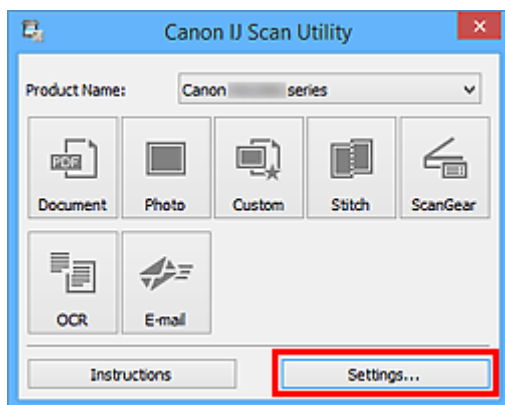 Canon IJ Scan Utility
Product Name: Canon series
PDF
Document Photo Custom Stitch ScanGear
OCR E-mail
Instructions Settings...